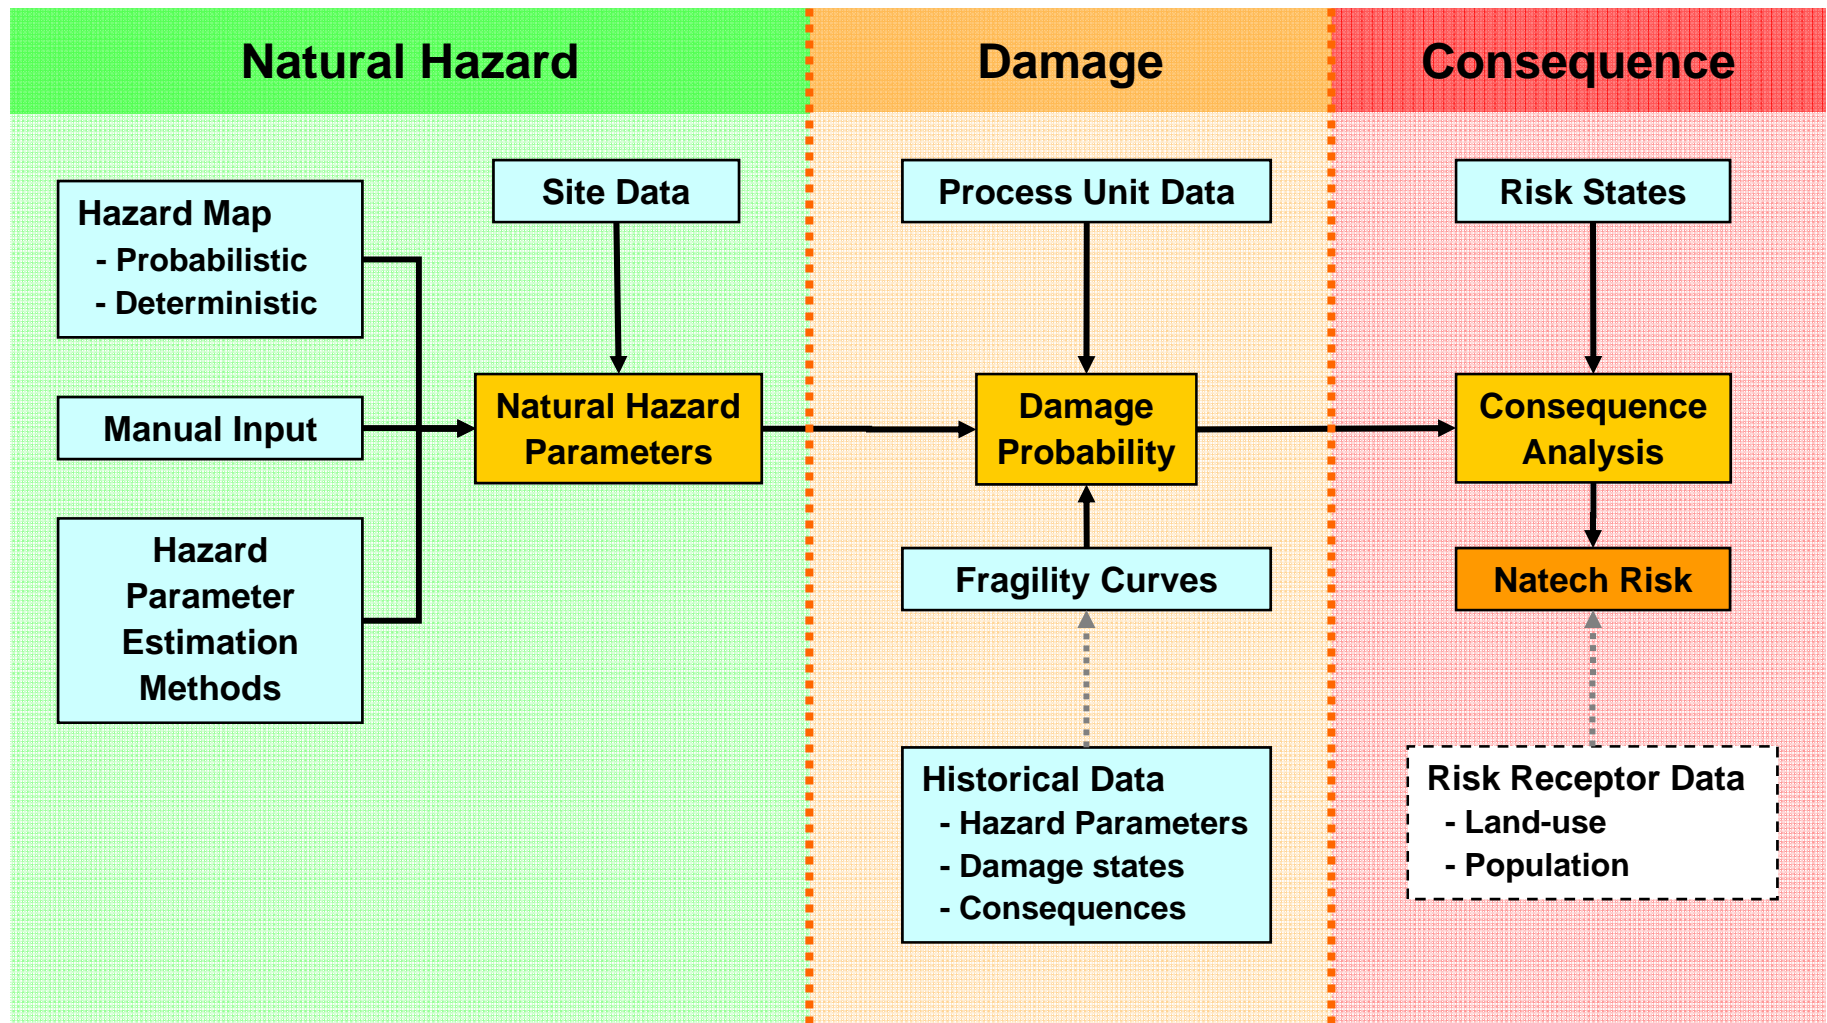 Natural Hazard
Damage
Consequence
Hazard Map
- Probabilistic
- Deterministic
Site Data
Manual Input
Natural Hazard
Parameters
Hazard
Parameter
Estimation
Methods
Process Unit Data
Damage
Probability
Fragility Curves
Historical Data
- Hazard Parameters
- Damage states
- Consequences
Risk States
Consequence
Analysis
Natech Risk
Risk Receptor Data
- Land-use
- Population